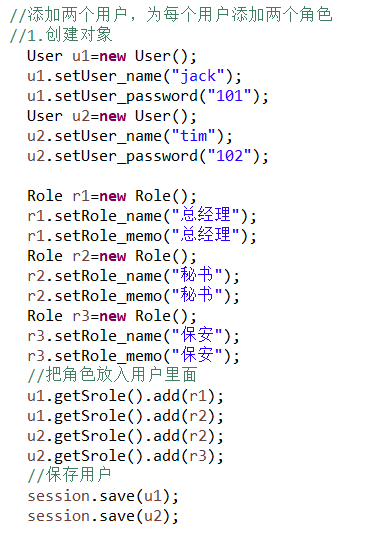 //添加两个用户，为每个用户添加两个角色
//1.创建对象
User u1=new User();
u1.setUser_name("jack");
u1.setUser_password("101");
User u2=new User();
u2.setUser_name("tim");
u2.setUser_password("102");
Role r1=new Role();
r1.setRole_name("总经理");
r1.setRole_memo("总经理");
Role r2=new Role();
r2.setRole_name("秘书");
r2.setRole_memo("秘书");
Role r3=new Role();
r3.setRole_name("保安");
r3.setRole_memo("保安");
//把角色放入用户里面
u1.getSrole().add(r1);
u1.getSrole().add(r2);
u2.getSrole().add(r2);
u2.getSrole().add(r3);
//保存用户
session.save(u1);
session.save(u2);